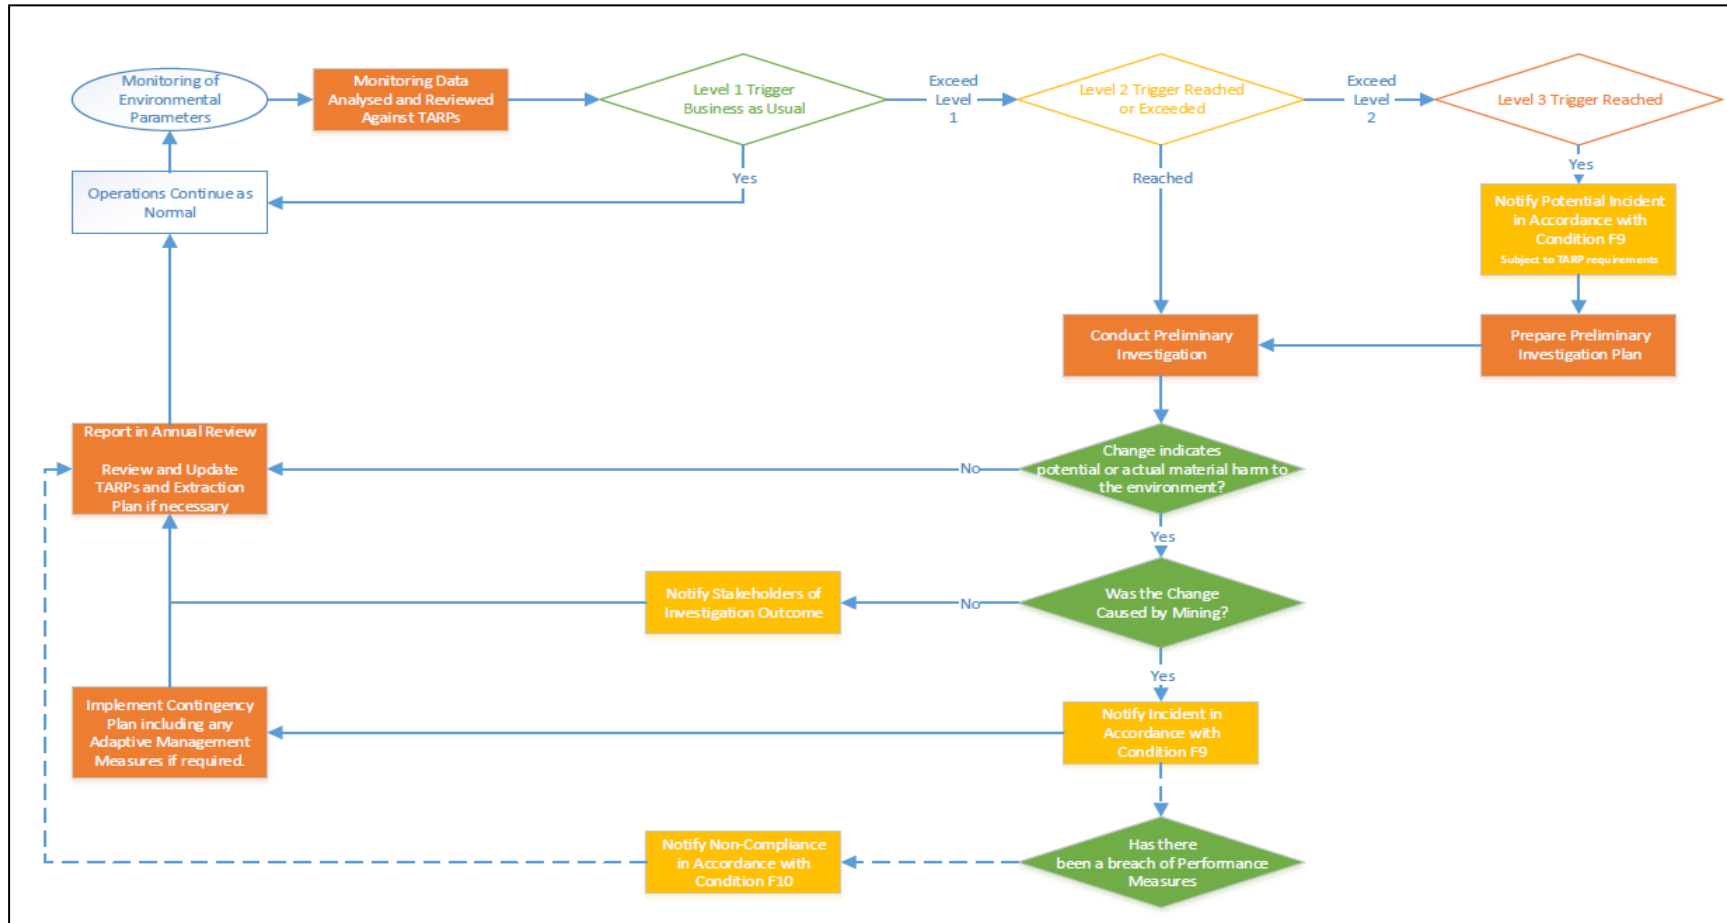 Monitoring of
Environmental
Parameters
Monitoring Data
Analysed and Reviewed
Against TARPs
Level 1 Trigger
Business as Usual
Exceed
Level
1
Level 2 Trigger Reached
or Exceeded
Exceed
Level
2
Level 3 Trigger Reached
Yes
Reached
Yes
Operations Continue as
Normal
Notify Potential Incident
in Accordance with
Condition F9
Subject to TARP requirements
Conduct Preliminary
Investigation
Prepare Preliminary
Investigation Plan
Report in Annual Review
Review and Update
TARPs and Extraction
Plan if necessary
No
Change indicates
potential or actual material harm to
the environment?
Yes
Notify Stakeholders of
Investigation Outcome
No
Was the Change
Caused by Mining?
Yes
Implement Contingency
Plan including any
Adaptive Management
Measures if required.
Notify Incident in
Accordance with
Condition F9
Notify Non-Compliance
in Accordance with
Condition F10
Has there
been a breach of Performance
Measures